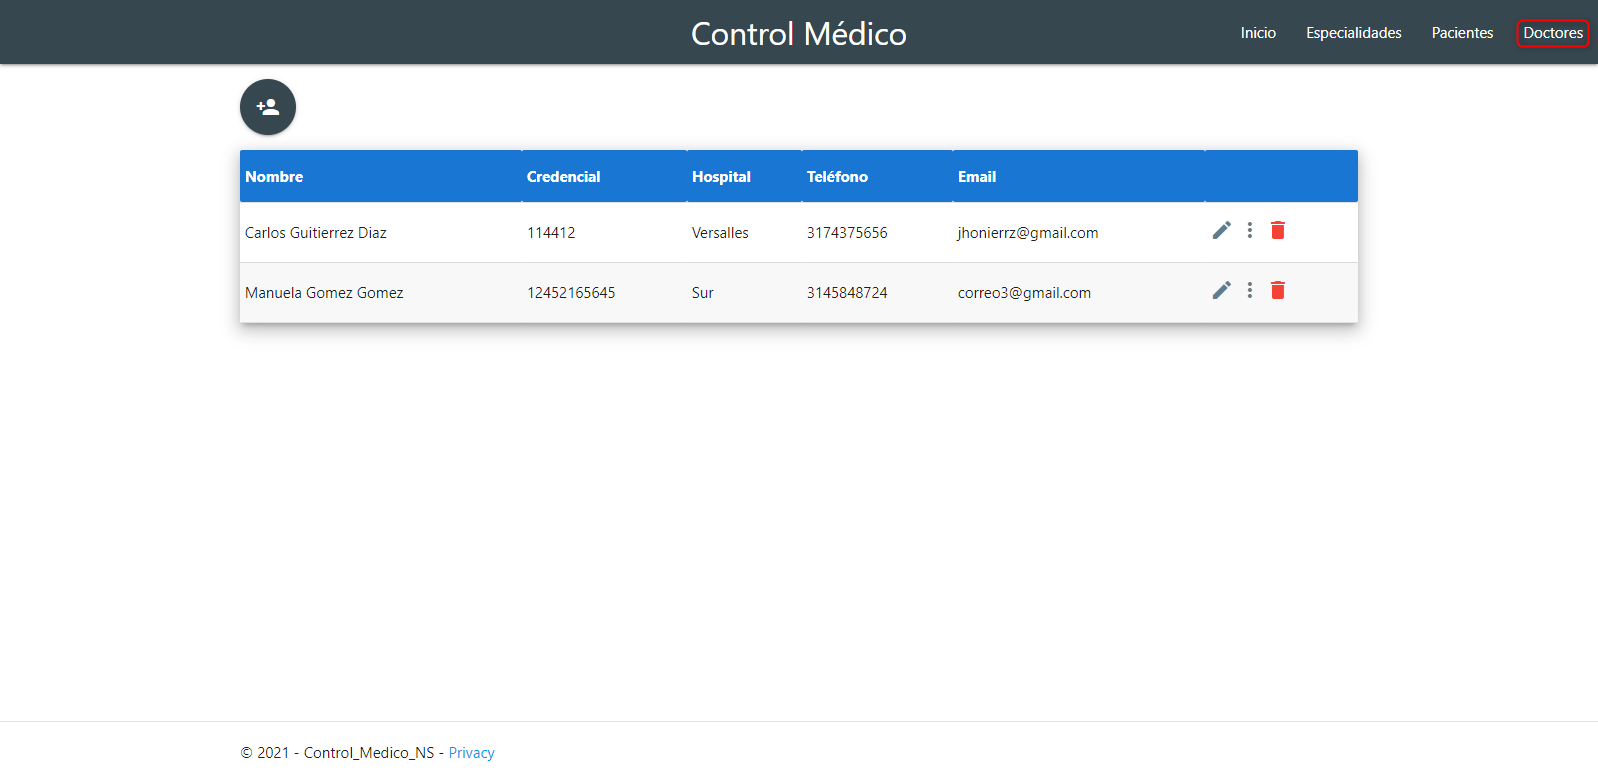 Control Médico
Inicio Especialidades Pacientes Doctores
Nombre Credencial Hospital Teléfono Email
Carlos Guitierrez Diaz 114412 Versalles 3174375656 jhonierrz@gmail.com
Manuela Gomez Gomez 12452165645 Sur 3145848724 correo3@gmail.com
© 2021 - Control_Medico_NS - Privacy